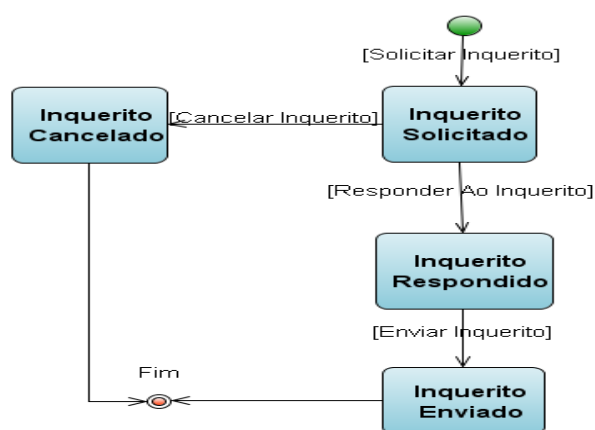 [Solicitar Inquerito]
Inquerito
Cancelado
[Cancelar Inquerito]
Inquerito
Solicitado
[Responder Ao Inquerito]
Inquerito
Respondido
[Enviar Inquerito]
Fim
Inquerito
Enviado